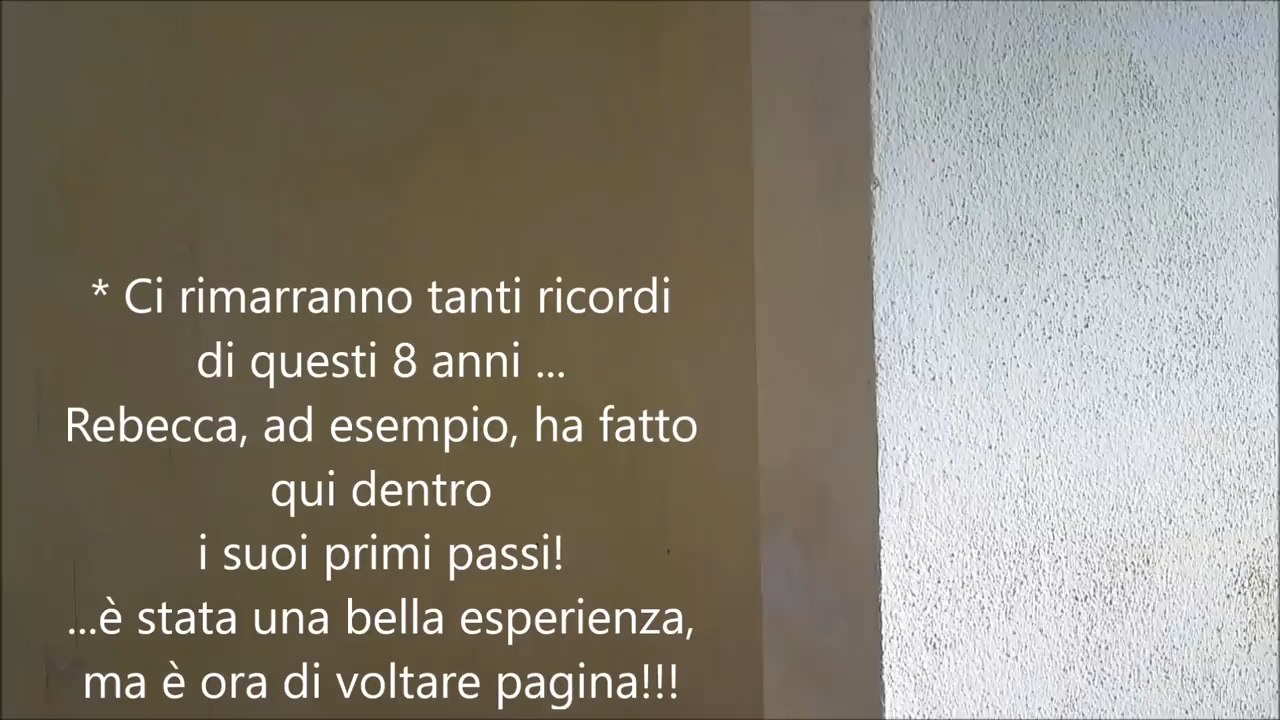 * Ci rimarranno tanti ricordi
di questi 8 anni ...
Rebecca, ad esempio, ha fatto
qui dentro
i suoi primi passi!
...è stata una bella esperienza,
ma è ora di voltare pagina!!!